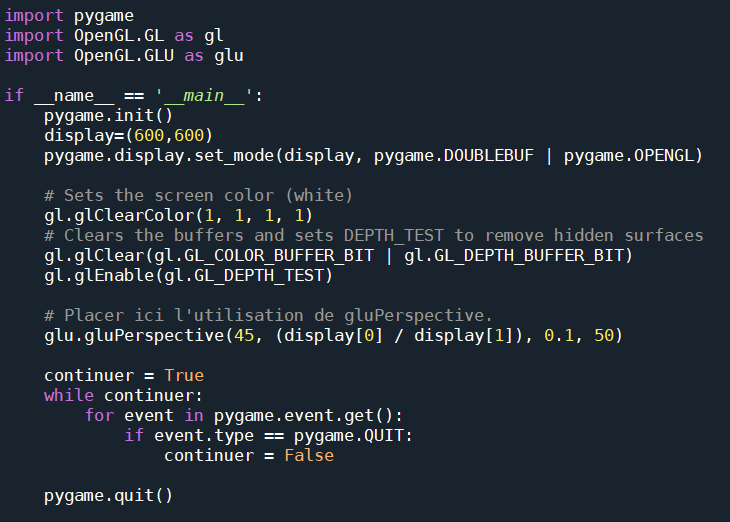 import pygame
import OpenGL.GL as gl
import OpenGL.GLU as glu

if __name__ == '__main__':
    pygame.init()
    display=(600,600)
    pygame.display.set_mode(display, pygame.DOUBLEBUF | pygame.OPENGL)

    # Sets the screen color (white)
    gl.glClearColor(1, 1, 1, 1)
    # Clears the buffers and sets DEPTH_TEST to remove hidden surfaces
    gl.glClear(gl.GL_COLOR_BUFFER_BIT | gl.GL_DEPTH_BUFFER_BIT)
    gl.glEnable(gl.GL_DEPTH_TEST)

    # Placer ici l'utilisation de gluPerspective.
    glu.gluPerspective(45, (display[0] / display[1]), 0.1, 50)

    continuer = True
    while continuer:
        for event in pygame.event.get():
            if event.type == pygame.QUIT:
                continuer = False

    pygame.quit()